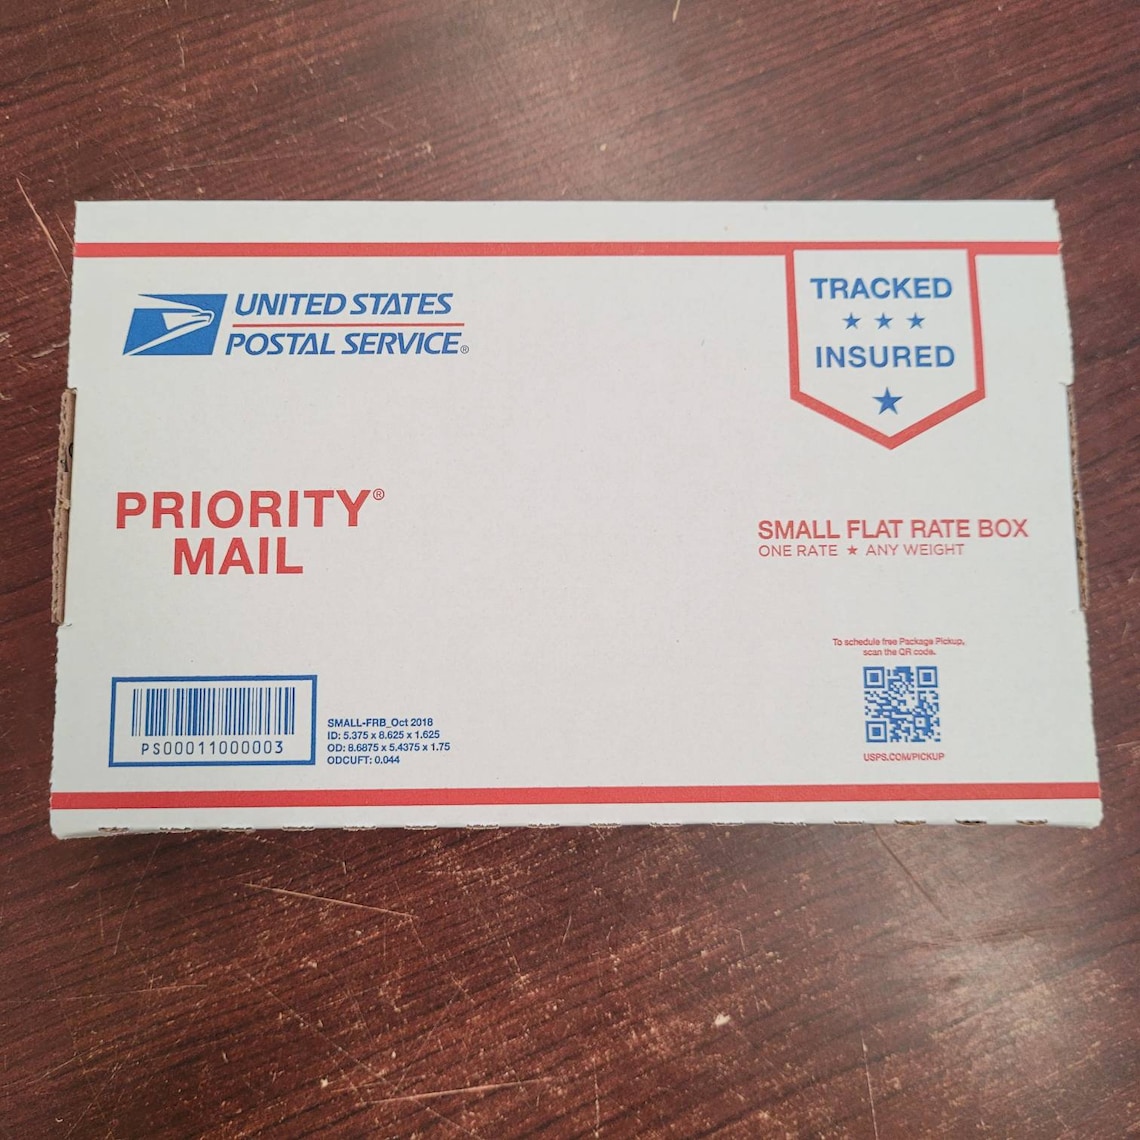 UNITED STATES
POSTAL SERVICE®
TRACKED
★ ★ ★
INSURED
★
PRIORITY®
MAIL
SMALL FLAT RATE BOX
ONE RATE ★ ANY WEIGHT
To schedule free Package Pickup,
scan the QR code.
USPS.COM/PICKUP
PS00011000003
SMALL-FRB_Oct 2018
ID: 5.375 x 8.625 x 1.625
OD: 8.6875 x 5.4375 x 1.75
ODCUFT: 0.044